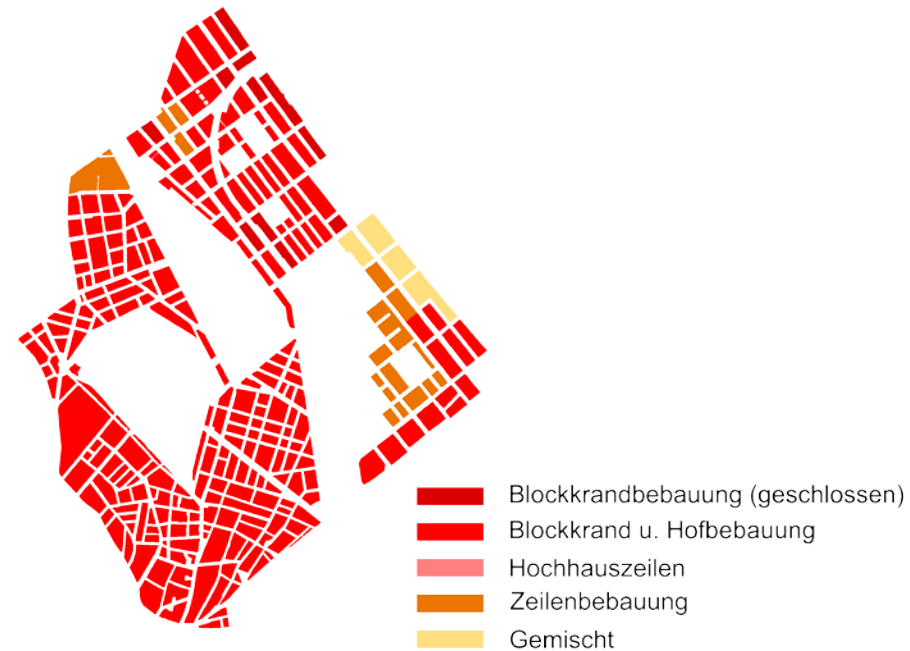 Blockkrandbebauung (geschlossen)
Blockkrand u. Hofbebauung
Hochhauszeilen
Zeilenbebauung
Gemischt